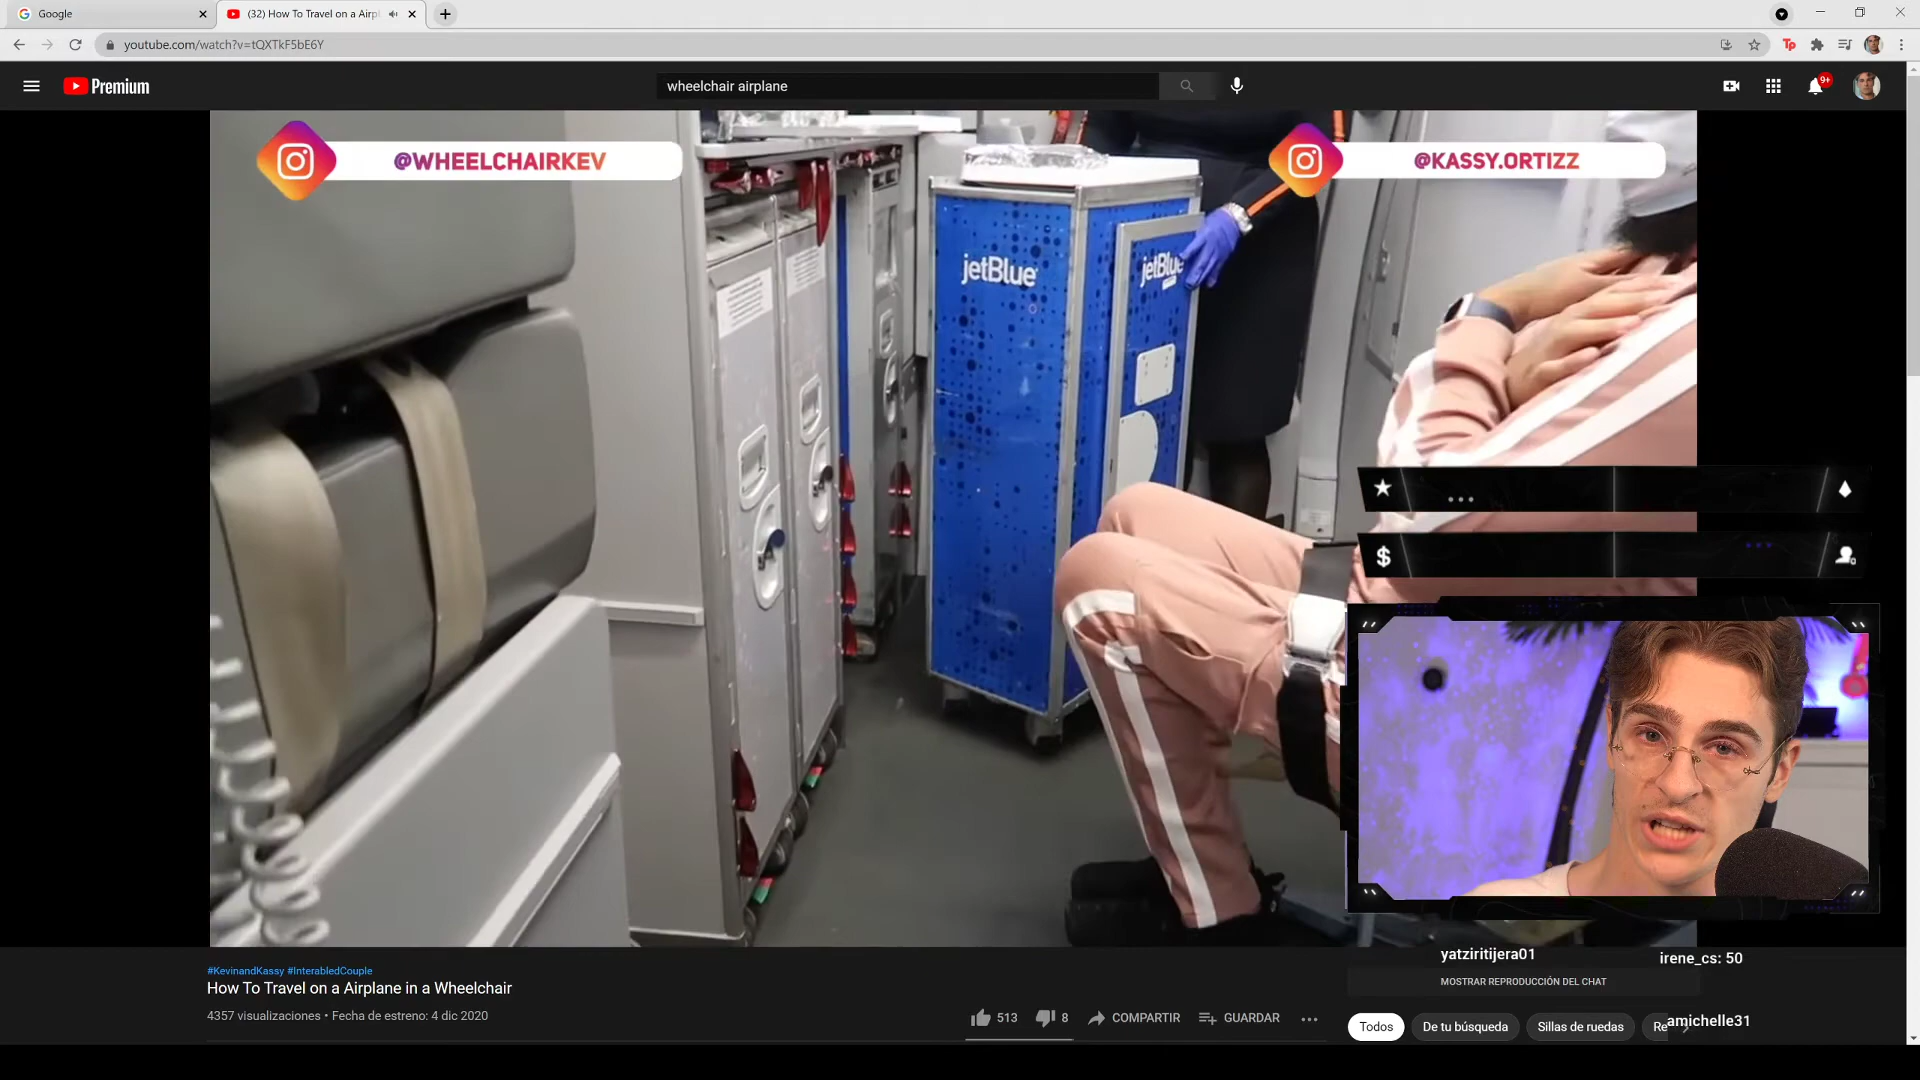 Google
(32) How To Travel on a Airpl
youtube.com/watch?v=tQXTkF5bE6Y
Tp
Premium
wheelchair airplane
9+
@WHEELCHAIRKEV
@KASSY.ORTIZZ
jetBlue
jetBlue
#KevinandKassy #InterabledCouple
How To Travel on a Airplane in a Wheelchair
4357 visualizaciones • Fecha de estreno: 4 dic 2020
513
8
COMPARTIR
GUARDAR
yatziritijera01
irene_cs: 50
MOSTRAR REPRODUCCIÓN DEL CHAT
Todos
De tu búsqueda
Sillas de ruedas
Re
amichelle31